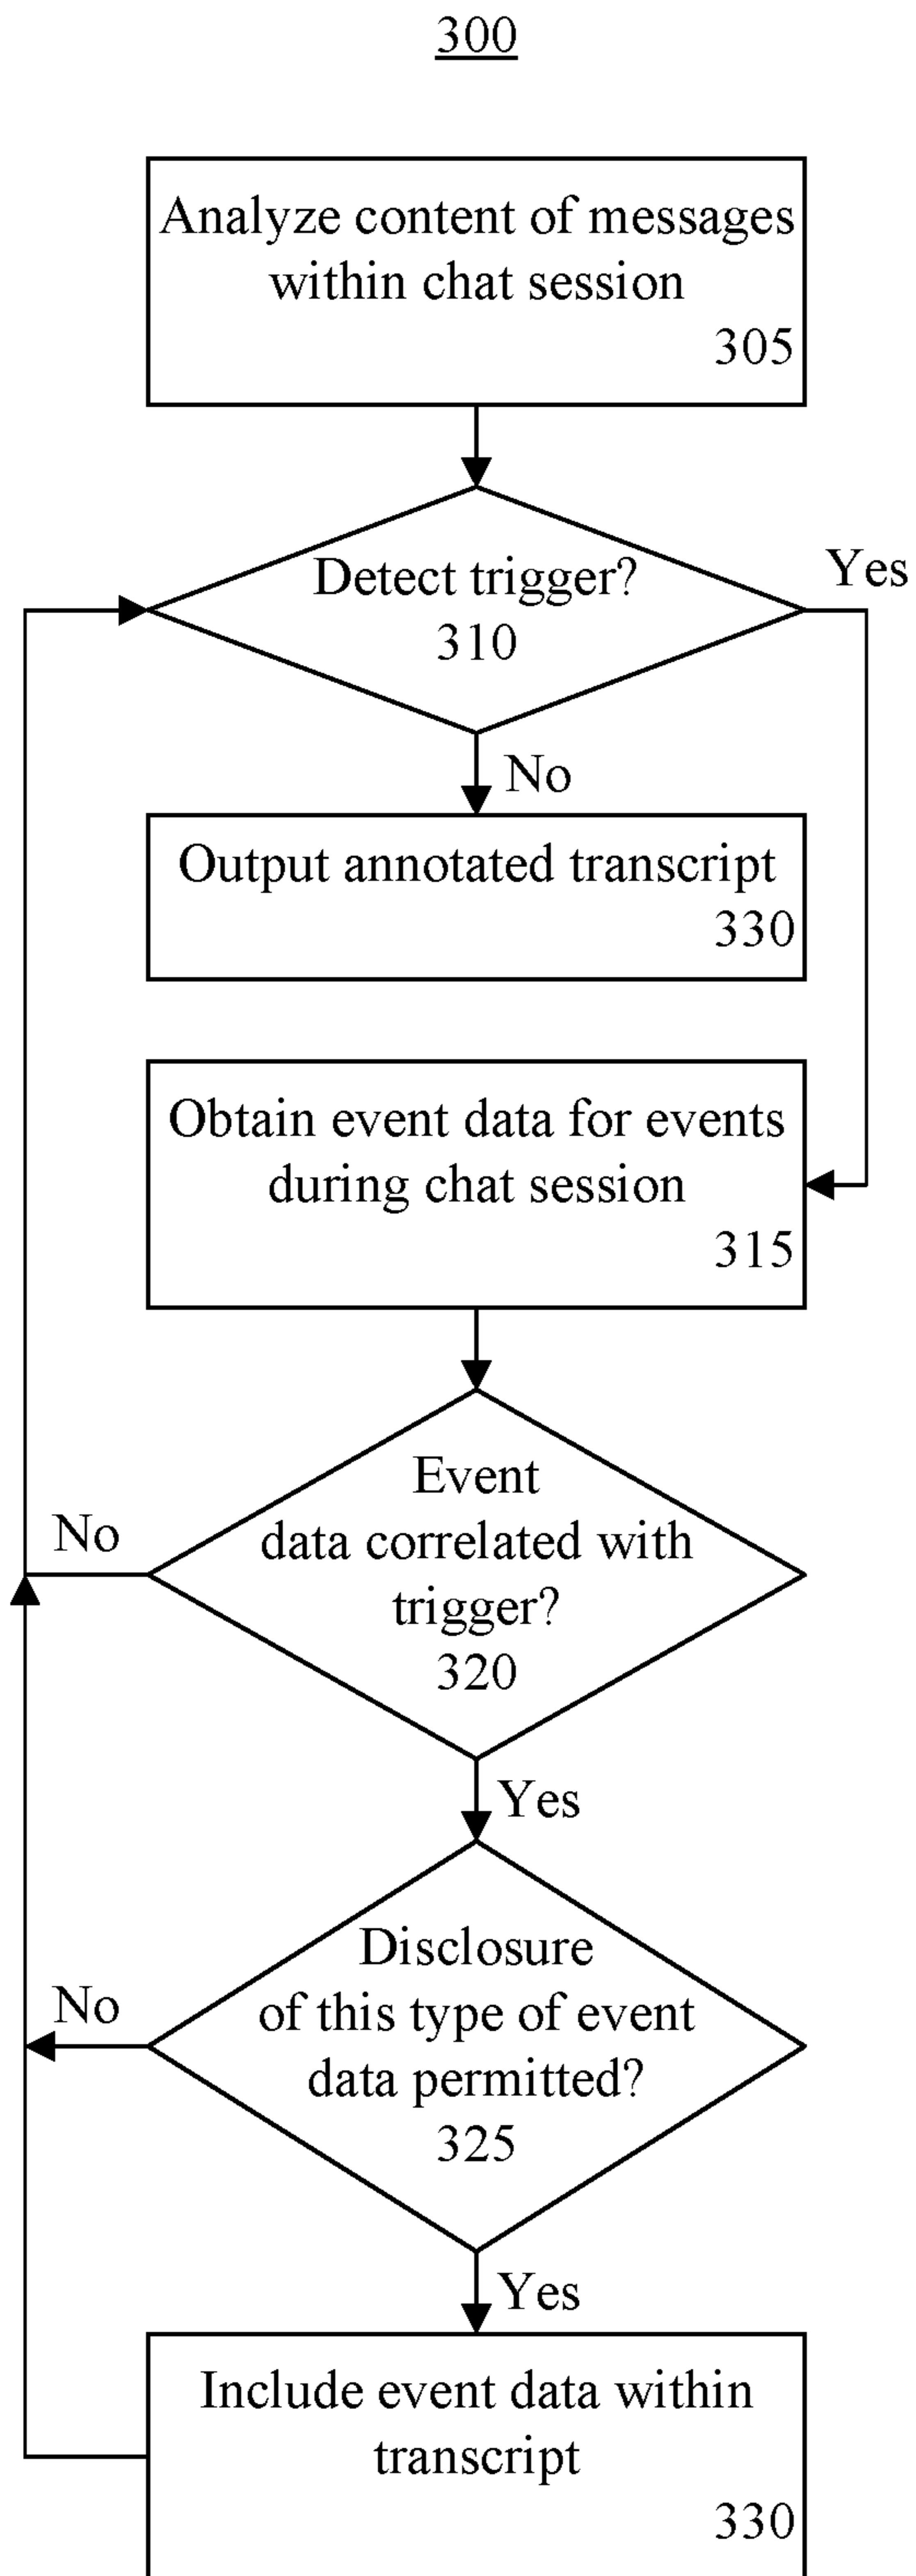 300
Analyze content of messages
within chat session
305
Detect trigger?
310
Yes
No
Output annotated transcript
330
Obtain event data for events
during chat session
315
Event
data correlated with
trigger?
320
No
Yes
Disclosure
of this type of event
data permitted?
325
No
Yes
Include event data within
transcript
330